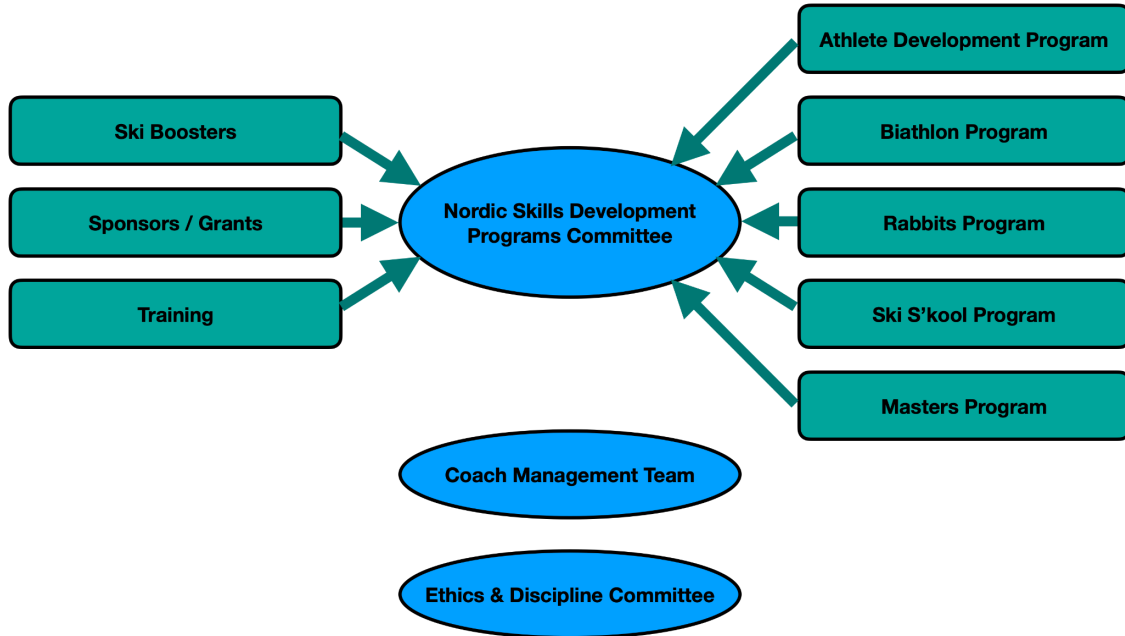 Athlete Development Program
Ski Boosters
Biathlon Program
Nordic Skills Development
Programs Committee
Sponsors / Grants
Rabbits Program
Training
Ski S’kool Program
Masters Program
Coach Management Team
Ethics & Discipline Committee